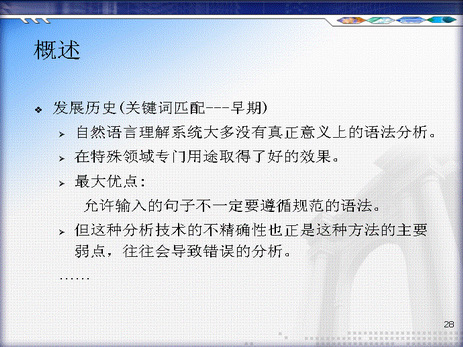 概述
发展历史(关键词匹配---早期)
自然语言理解系统大多没有真正意义上的语法分析。
在特殊领域专门用途取得了好的效果。
最大优点:
允许输入的句子不一定要遵循规范的语法。
但这种分析技术的不精确性也正是这种方法的主要
弱点，往往会导致错误的分析。
……
28